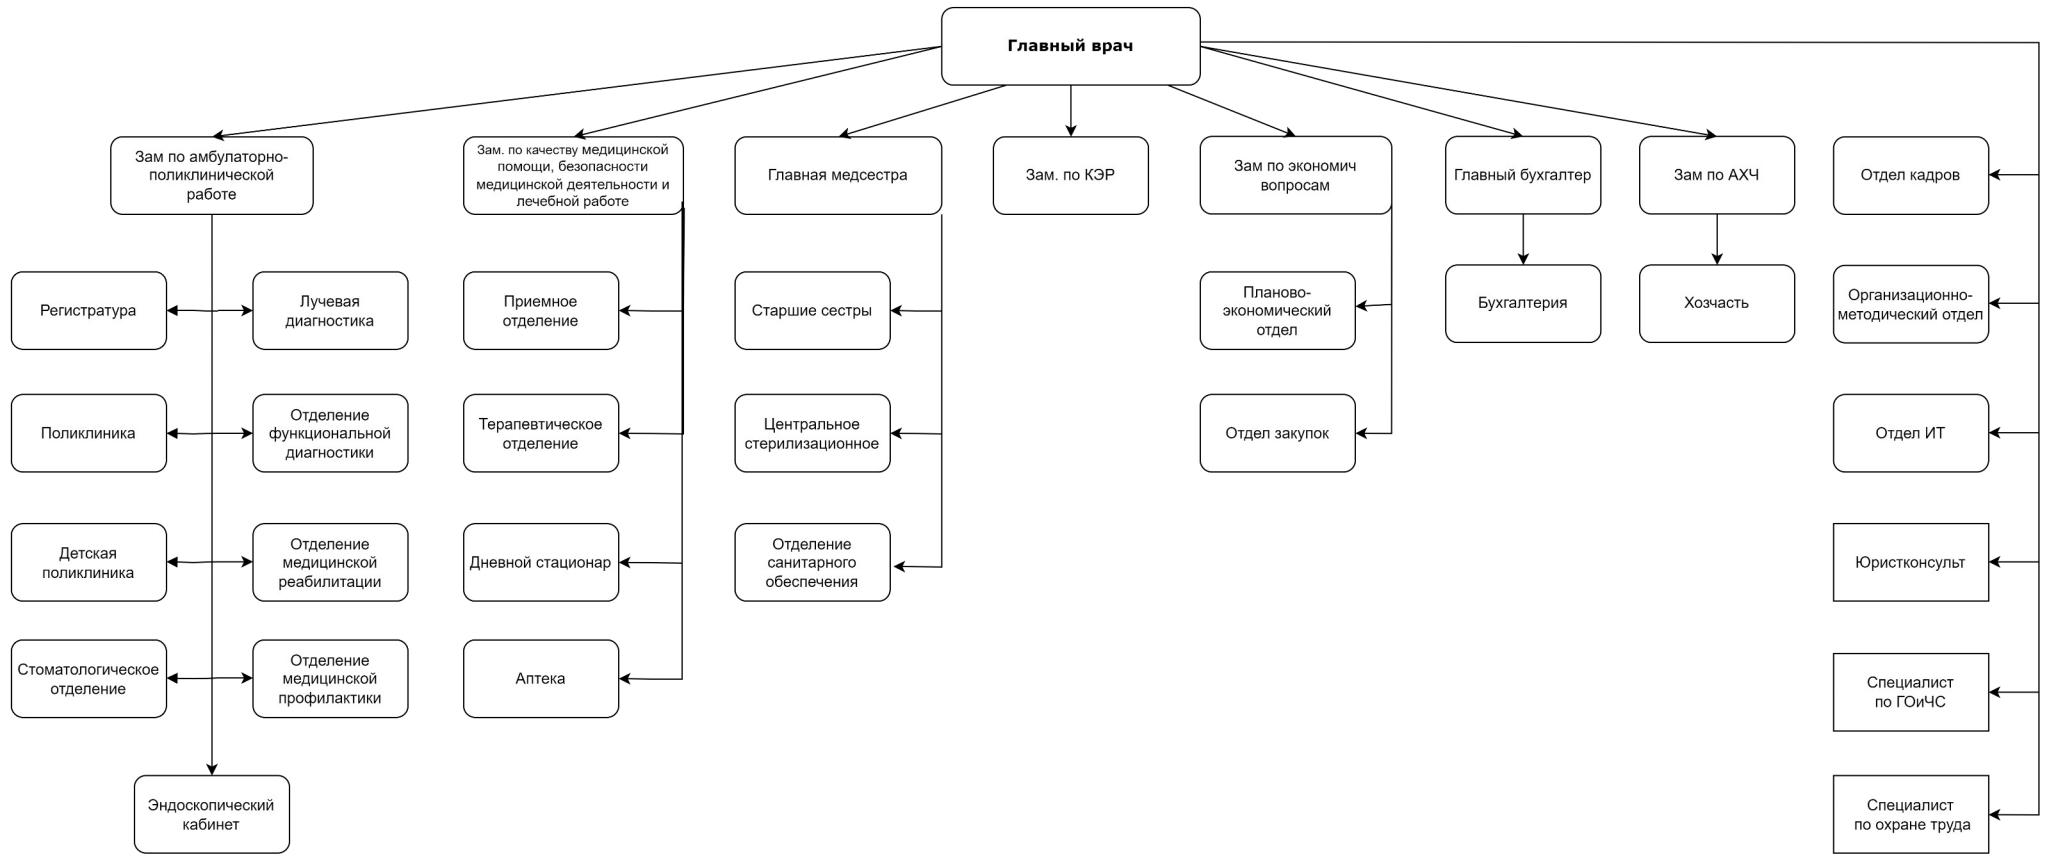 Главный врач
Зам по амбулаторно-
поликлинической
работе
Зам. по качеству медицинской
помощи, безопасности
медицинской деятельности и
лечебной работе
Главная медсестра
Зам. по КЭР
Зам по экономич
вопросам
Главный бухгалтер
Зам по АХЧ
Отдел кадров
Регистратура
Лучевая
диагностика
Приемное
отделение
Старшие сестры
Планово-
экономический
отдел
Бухгалтерия
Хозчасть
Организационно-
методический отдел
Поликлиника
Отделение
функциональной
диагностики
Терапевтическое
отделение
Центральное
стерилизационное
Отдел закупок
Отдел ИТ
Детская
поликлиника
Отделение
медицинской
реабилитации
Дневной стационар
Отделение
санитарного
обеспечения
Юристконсульт
Стоматологическое
отделение
Отделение
медицинской
профилактики
Аптека
Специалист
по ГОиЧС
Эндоскопический
кабинет
Специалист
по охране труда